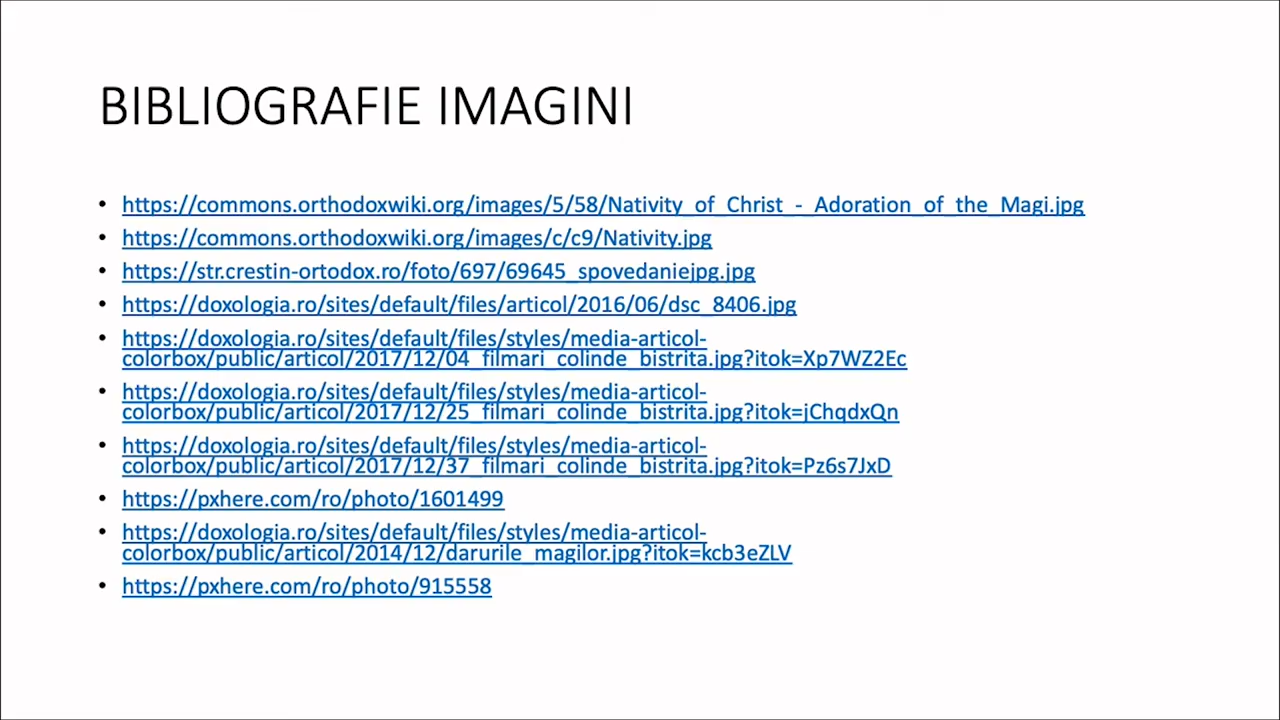 BIBLIOGRAFIE IMAGINI
• https://commons.orthodoxwiki.org/images/5/58/Nativity_of_Christ_-_Adoration_of_the_Magi.jpg
• https://commons.orthodoxwiki.org/images/c/c9/Nativity.jpg
• https://str.crestin-ortodox.ro/foto/697/69645_spovedaniejpg.jpg
• https://doxologia.ro/sites/default/files/articol/2016/06/dsc_8406.jpg
• https://doxologia.ro/sites/default/files/styles/media-articol-
colorbox/public/articol/2017/12/04_filmari_colinde_bistrita.jpg?itok=Xp7WZ2Ec
• https://doxologia.ro/sites/default/files/styles/media-articol-
colorbox/public/articol/2017/12/25_filmari_colinde_bistrita.jpg?itok=jChqdxQn
• https://doxologia.ro/sites/default/files/styles/media-articol-
colorbox/public/articol/2017/12/37_filmari_colinde_bistrita.jpg?itok=Pz6s7JxD
• https://pxhere.com/ro/photo/1601499
• https://doxologia.ro/sites/default/files/styles/media-articol-
colorbox/public/articol/2014/12/darurile_magilor.jpg?itok=kcb3eZLV
• https://pxhere.com/ro/photo/915558